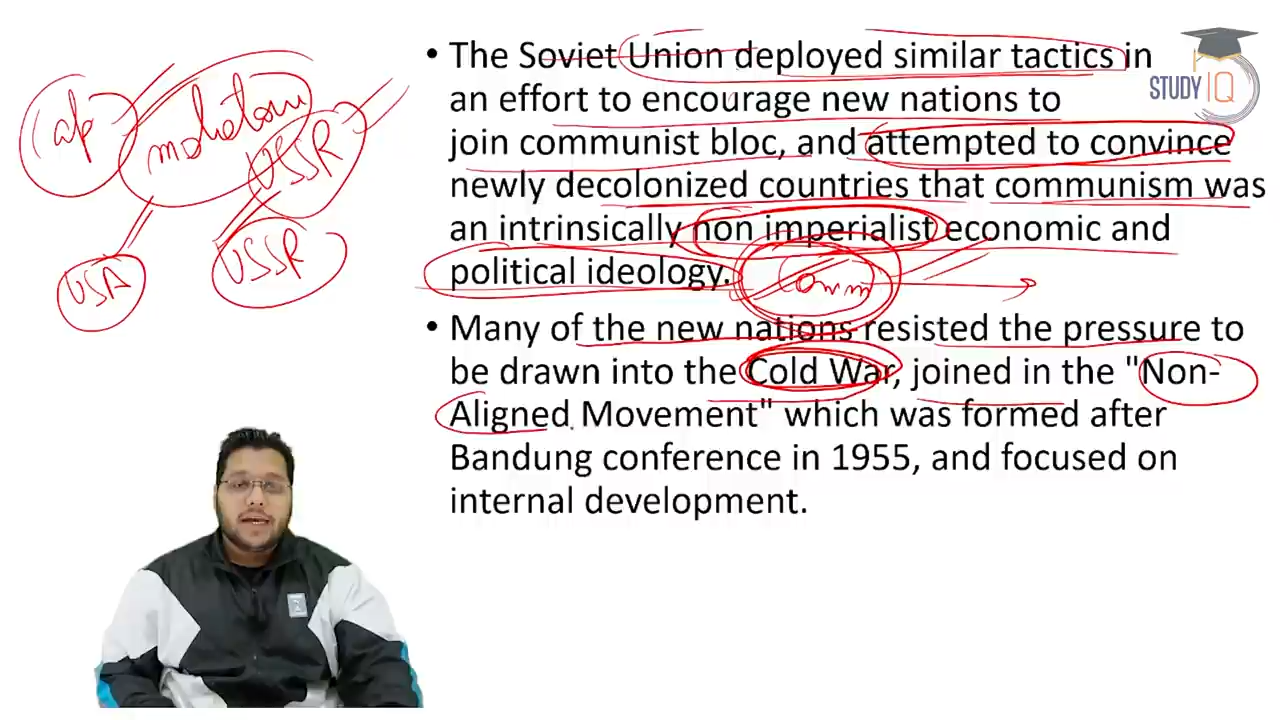 • The Soviet Union deployed similar tactics in
an effort to encourage new nations to
join communist bloc, and attempted to convince
newly decolonized countries that communism was
an intrinsically non imperialist economic and
political ideology.
• Many of the new nations resisted the pressure to
be drawn into the Cold War, joined in the "Non-
Aligned Movement" which was formed after
Bandung conference in 1955, and focused on
internal development.
STUDY IQ
USSR
USSR
USA
Comm